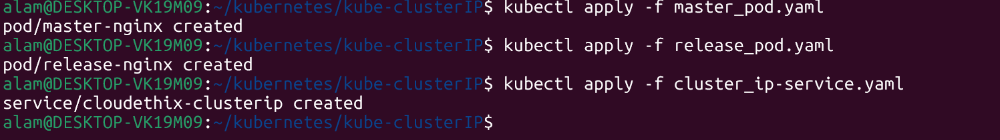 alam@DESKTOP-VK19M09:~/kubernetes/kube-clusterIP$ kubectl apply -f master_pod.yaml
pod/master-nginx created
alam@DESKTOP-VK19M09:~/kubernetes/kube-clusterIP$ kubectl apply -f release_pod.yaml
pod/release-nginx created
alam@DESKTOP-VK19M09:~/kubernetes/kube-clusterIP$ kubectl apply -f cluster_ip-service.yaml
service/cloudethix-clusterip created
alam@DESKTOP-VK19M09:~/kubernetes/kube-clusterIP$